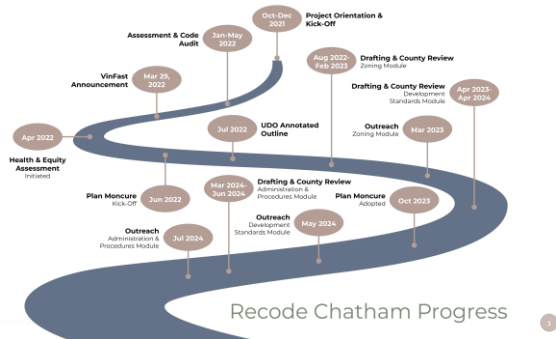 Oct-Dec
2021
Project Orientation &
Kick-Off
Assessment & Code
Audit
Jan-May
2022
VinFast
Announcement
Mar 29,
2022
Aug 2022-
Feb 2023
Drafting & County Review
Zoning Module
Drafting & County Review
Development
Standards Module
Apr 2023-
Apr 2024
Apr 2022
Health & Equity
Assessment
Initiated
Jul 2022
UDO Annotated
Outline
Outreach
Zoning Module
Mar 2023
Plan Moncure
Kick-Off
Jun 2022
Mar 2024-
Jun 2024
Drafting & County Review
Administration &
Procedures Module
Plan Moncure
Adopted
Oct 2023
Outreach
Administration &
Procedures Module
Jul 2024
Outreach
Development
Standards Module
May 2024
Recode Chatham Progress
3